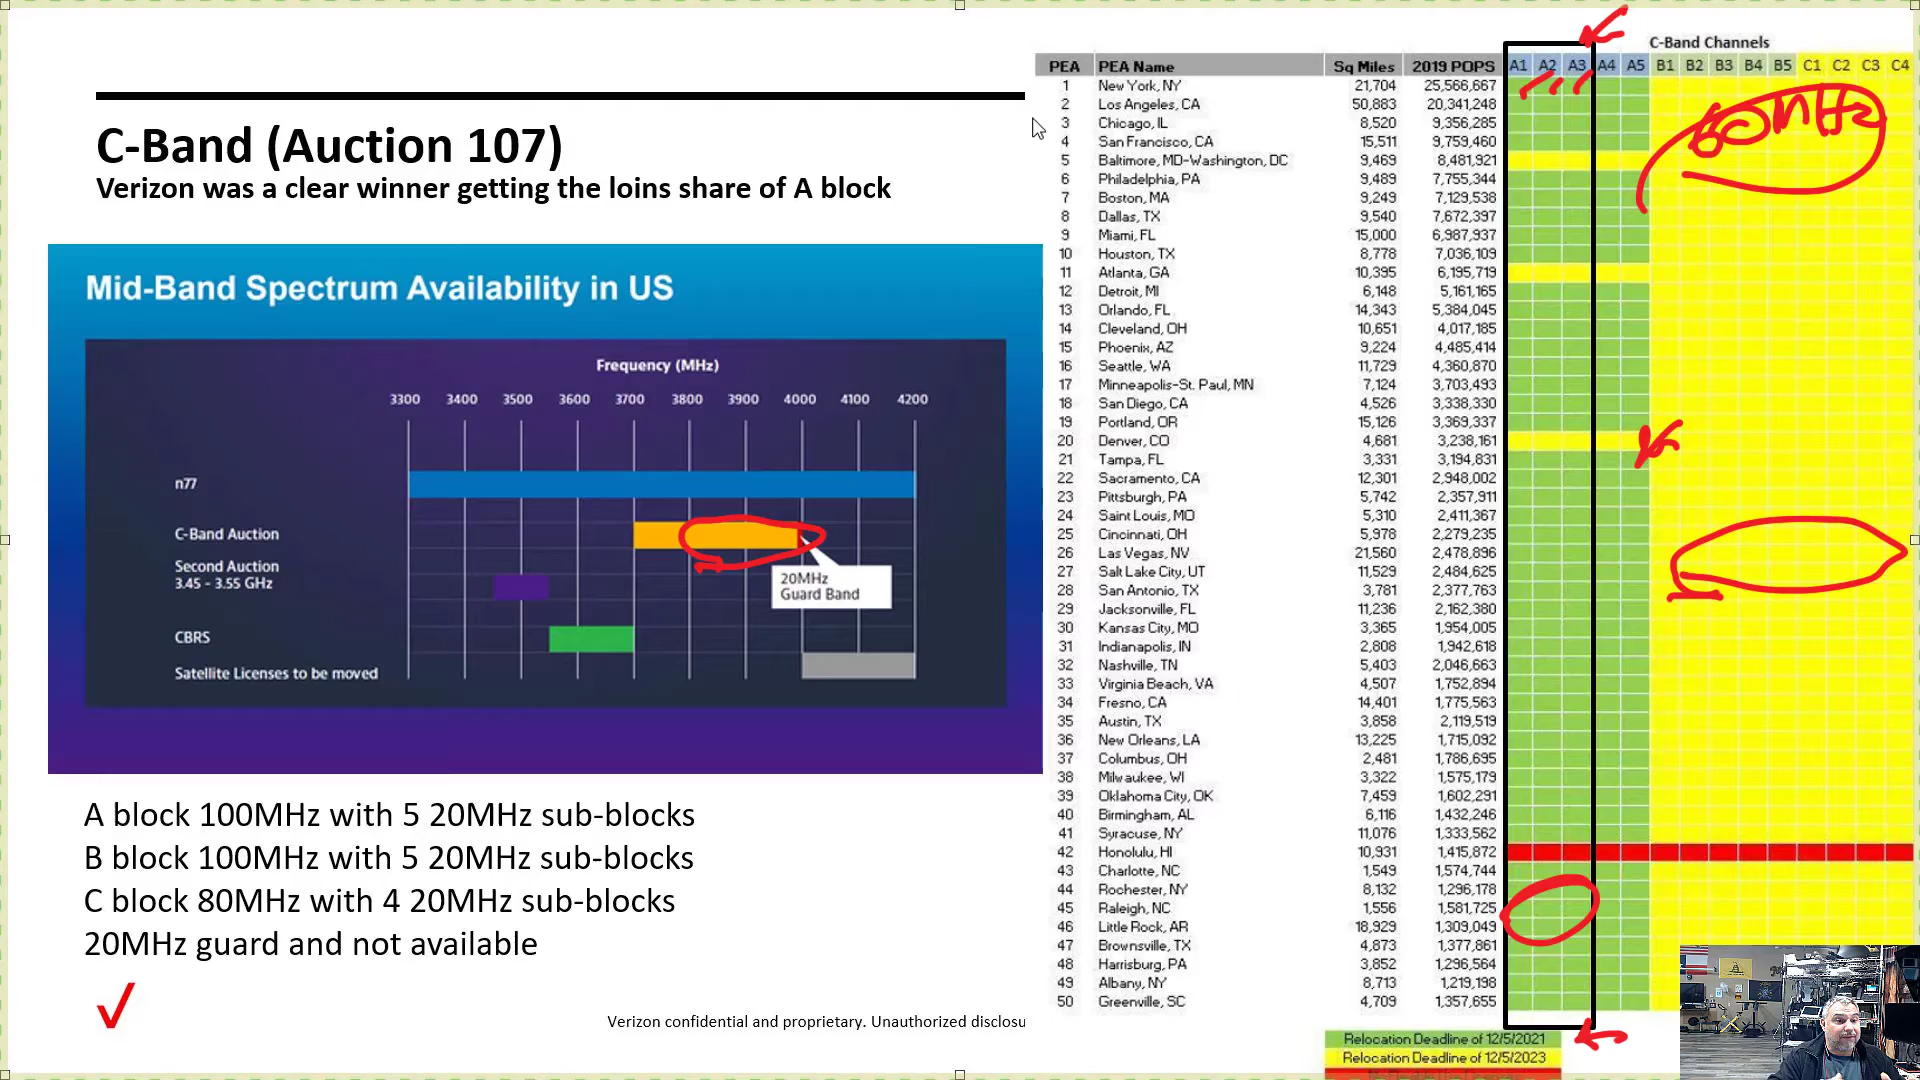 C-Band (Auction 107)
Verizon was a clear winner getting the loins share of A block
Mid-Band Spectrum Availability in US
Frequency (MHz)
3300 3400 3500 3600 3700 3800 3900 4000 4100 4200
n77
C-Band Auction
Second Auction
3.45 - 3.55 GHz
20MHz
Guard Band
CBRS
Satellite Licenses to be moved
A block 100MHz with 5 20MHz sub-blocks
B block 100MHz with 5 20MHz sub-blocks
C block 80MHz with 4 20MHz sub-blocks
20MHz guard and not available
Verizon confidential and proprietary. Unauthorized disclosu
C-Band Channels
PEA PEA Name Sq Miles 2019 POPS A1 A2 A3 A4 A5 B1 B2 B3 B4 B5 C1 C2 C3 C4
1 New York, NY 21,704 25,566,667
2 Los Angeles, CA 50,883 20,341,248
3 Chicago, IL 8,520 9,356,285
4 San Francisco, CA 15,511 9,759,460
5 Baltimore, MD-Washington, DC 9,469 8,481,921
6 Philadelphia, PA 9,489 7,755,344
7 Boston, MA 9,249 7,129,538
8 Dallas, TX 9,540 7,672,397
9 Miami, FL 15,000 6,987,937
10 Houston, TX 8,778 7,036,109
11 Atlanta, GA 10,395 6,195,719
12 Detroit, MI 6,148 5,161,165
13 Orlando, FL 14,343 5,384,045
14 Cleveland, OH 10,651 4,017,185
15 Phoenix, AZ 9,224 4,485,414
16 Seattle, WA 11,729 4,360,870
17 Minneapolis-St. Paul, MN 7,124 3,703,493
18 San Diego, CA 4,526 3,338,330
19 Portland, OR 15,126 3,369,337
20 Denver, CO 4,681 3,238,161
21 Tampa, FL 3,331 3,194,831
22 Sacramento, CA 12,301 2,948,002
23 Pittsburgh, PA 5,742 2,357,911
24 Saint Louis, MO 5,310 2,411,367
25 Cincinnati, OH 5,978 2,279,235
26 Las Vegas, NV 21,560 2,478,896
27 Salt Lake City, UT 11,529 2,484,625
28 San Antonio, TX 3,781 2,377,763
29 Jacksonville, FL 11,236 2,162,380
30 Kansas City, MO 3,365 1,954,005
31 Indianapolis, IN 2,808 1,942,618
32 Nashville, TN 5,403 2,046,663
33 Virginia Beach, VA 4,507 1,752,894
34 Fresno, CA 14,401 1,775,563
35 Austin, TX 3,858 2,119,519
36 New Orleans, LA 13,225 1,715,092
37 Columbus, OH 2,481 1,786,695
38 Milwaukee, WI 3,322 1,575,179
39 Oklahoma City, OK 7,459 1,602,291
40 Birmingham, AL 6,116 1,432,246
41 Syracuse, NY 11,076 1,333,562
42 Honolulu, HI 10,931 1,415,872
43 Charlotte, NC 1,549 1,574,744
44 Rochester, NY 8,132 1,296,178
45 Raleigh, NC 1,556 1,581,725
46 Little Rock, AR 18,929 1,309,049
47 Brownsville, TX 4,873 1,377,861
48 Harrisburg, PA 3,852 1,296,564
49 Albany, NY 8,713 1,219,198
50 Greenville, SC 4,709 1,357,655
60MHz
Relocation Deadline of 12/5/2021
Relocation Deadline of 12/5/2023